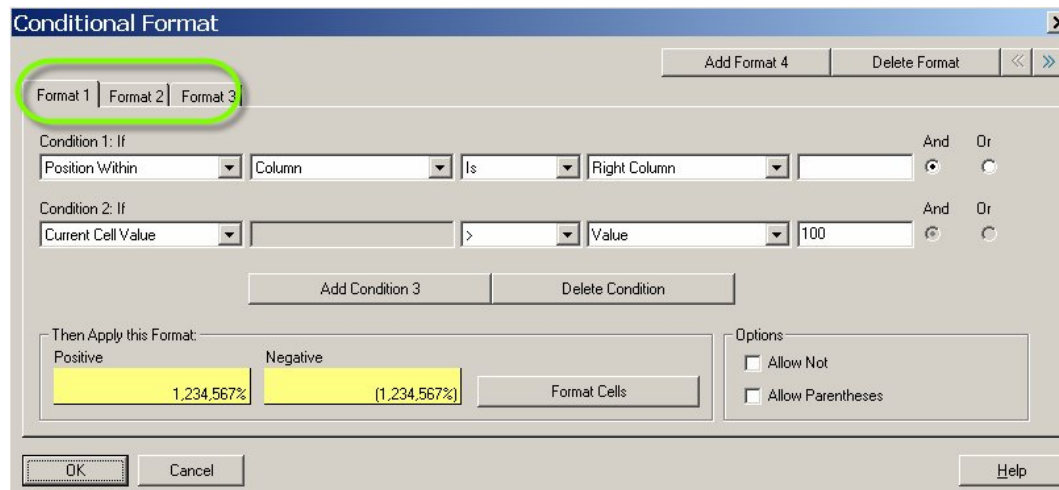 Conditional Format
Add Format 4 Delete Format
Format 1 Format 2 Format 3
Condition 1: If And Or
Position Within Column Is Right Column
Condition 2: If And Or
Current Cell Value > Value 100
Add Condition 3 Delete Condition
Then Apply this Format: Options
Positive Negative Allow Not
1,234,567% (1,234,567%) Format Cells Allow Parentheses
OK Cancel Help